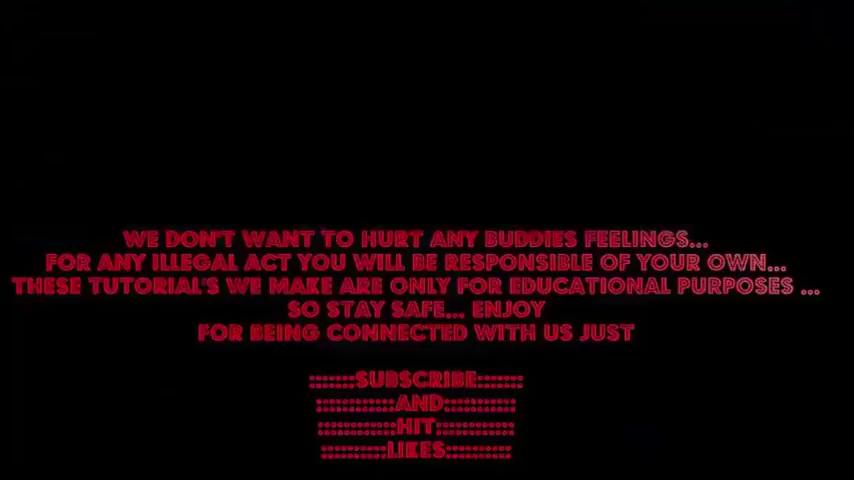 WE DON'T WANT TO HURT ANY BUDDIES FEELINGS...
FOR ANY ILLEGAL ACT YOU WILL BE RESPONSIBLE OF YOUR OWN...
THESE TUTORIAL'S WE MAKE ARE ONLY FOR EDUCATIONAL PURPOSES ...
SO STAY SAFE... ENJOY
FOR BEING CONNECTED WITH US JUST
:::::::SUBSCRIBE:::::::
::::::::::::AND:::::::::::
::::::::::::HIT::::::::::::
::::::::::LIKES::::::::::